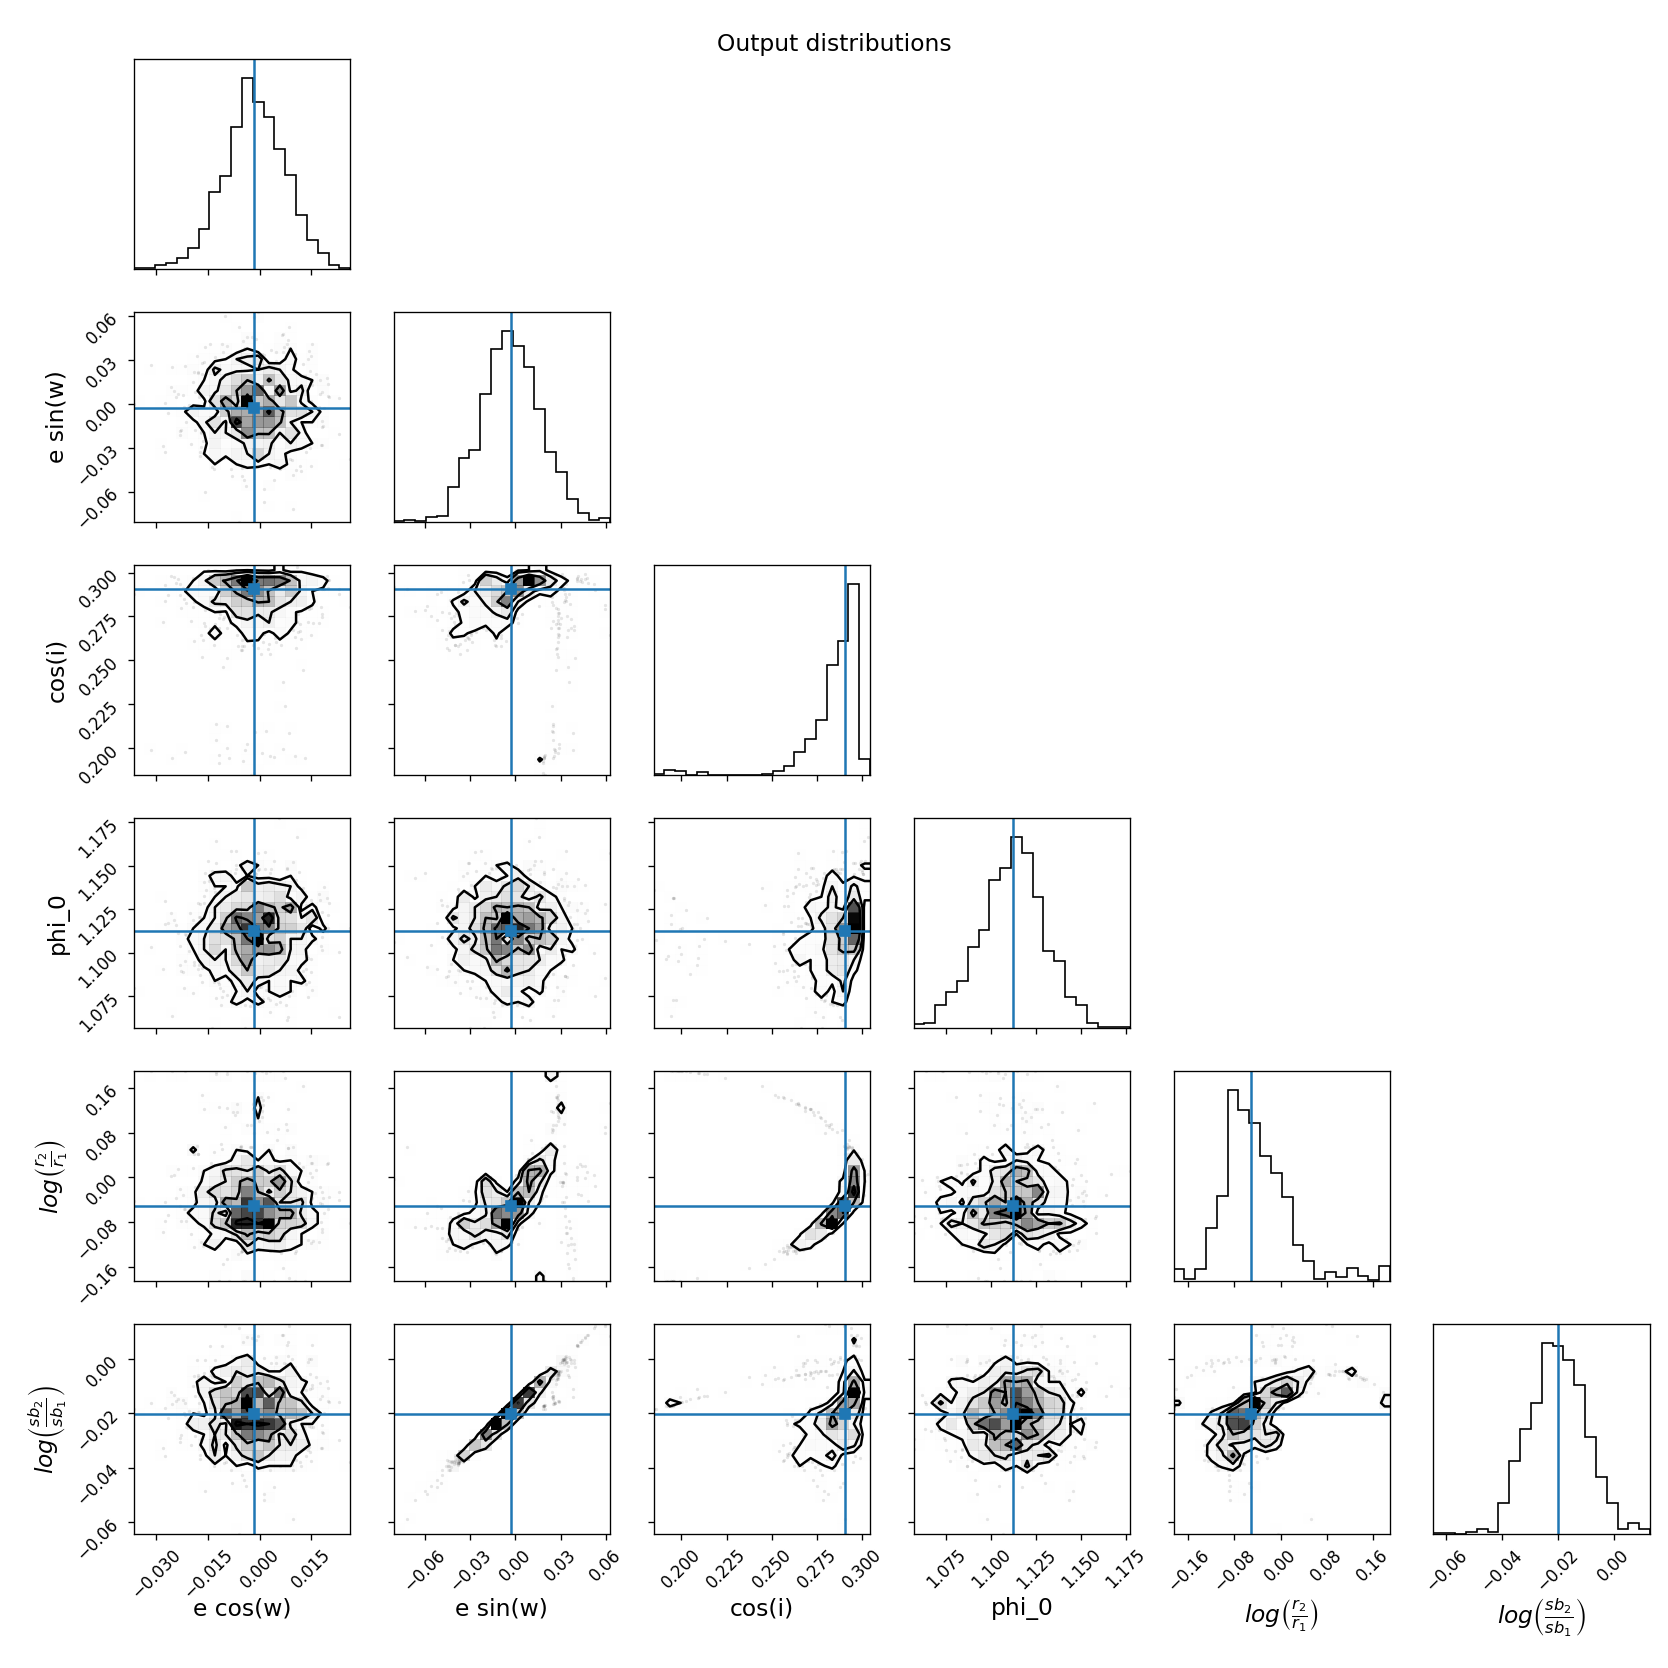 Output distributions
0.06
0.03
0.00
−0.03
−0.06
e sin(w)
0.300
0.275
0.250
0.225
0.200
cos(i)
1.175
1.150
1.125
1.100
1.075
phi_0
0.16
0.08
0.00
−0.08
−0.16
log(r₂/r₁)
0.00
−0.02
−0.04
−0.06
log(sb₂/sb₁)
−0.030 −0.015 0.000 0.015
−0.06 −0.03 0.00 0.03 0.06
0.200 0.225 0.250 0.275 0.300
1.075 1.100 1.125 1.150 1.175
−0.16 −0.08 0.00 0.08 0.16
−0.06 −0.04 −0.02 0.00
e cos(w)
e sin(w)
cos(i)
phi_0
log(r₂/r₁)
log(sb₂/sb₁)